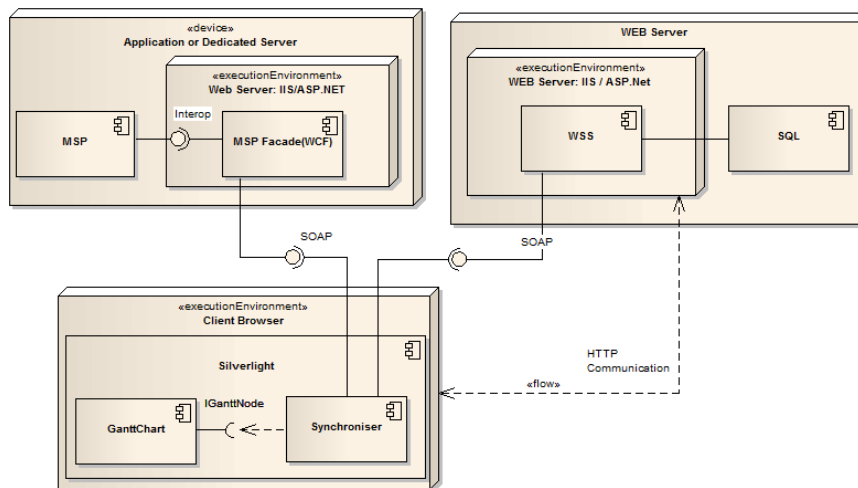 «device»
Application or Dedicated Server
«executionEnvironment»
Web Server: IIS/ASP.NET
Interop
MSP
MSP Facade(WCF)
WEB Server
«executionEnvironment»
WEB Server: IIS / ASP.Net
WSS
SQL
SOAP
SOAP
«executionEnvironment»
Client Browser
Silverlight
IGanttNode
GanttChart
Synchroniser
HTTP
Communication
«flow»